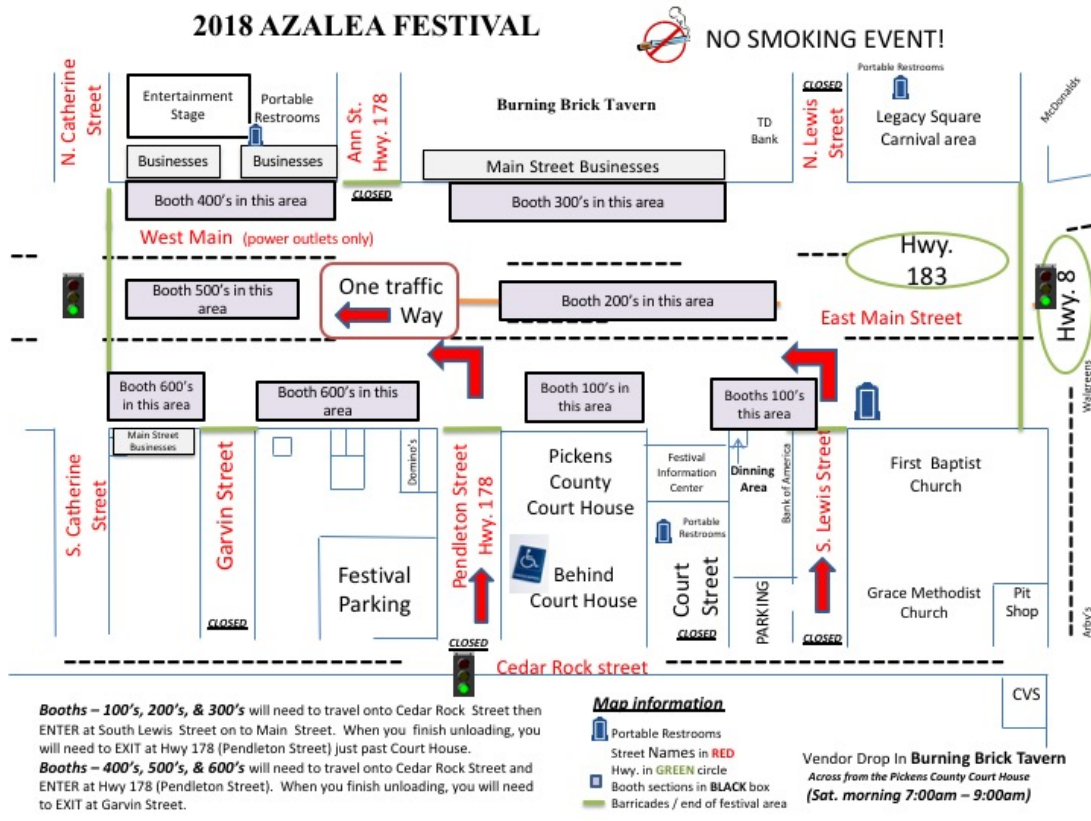 2018 AZALEA FESTIVAL
NO SMOKING EVENT!
N. Catherine
Street
Entertainment
Stage
Portable
Restrooms
Businesses
Businesses
Ann St.
Hwy. 178
CLOSED
Burning Brick Tavern
Main Street Businesses
TD
Bank
CLOSED
N. Lewis
Street
Portable Restrooms
Legacy Square
Carnival area
McDonalds
Booth 400's in this area
Booth 300's in this area
West Main (power outlets only)
Hwy.
183
Hwy. 8
Booth 500's in this
area
One traffic
Way
Booth 200's in this area
East Main Street
Booth 600's
in this area
Booth 600's in this
area
Booth 100's in
this area
Booths 100's
this area
Walgreens
Main Street
Businesses
S. Catherine
Street
Garvin Street
CLOSED
Domino's
Festival
Parking
Pendleton Street
Hwy. 178
CLOSED
Pickens
County
Court House
Behind
Court House
Festival
Information
Center
Portable
Restrooms
Court
Street
CLOSED
Dinning
Area
PARKING
Bank of America
S. Lewis Street
CLOSED
First Baptist
Church
Grace Methodist
Church
Pit
Shop
Arby's
Cedar Rock street
CVS
Booths – 100's, 200's, & 300's will need to travel onto Cedar Rock Street then
ENTER at South Lewis Street on to Main Street. When you finish unloading, you
will need to EXIT at Hwy 178 (Pendleton Street) just past Court House.
Booths – 400's, 500's, & 600's will need to travel onto Cedar Rock Street and
ENTER at Hwy 178 (Pendleton Street). When you finish unloading, you will need
to EXIT at Garvin Street.
Map information
Portable Restrooms
Street Names in RED
Hwy. in GREEN circle
Booth sections in BLACK box
Barricades / end of festival area
Vendor Drop In Burning Brick Tavern
Across from the Pickens County Court House
(Sat. morning 7:00am – 9:00am)